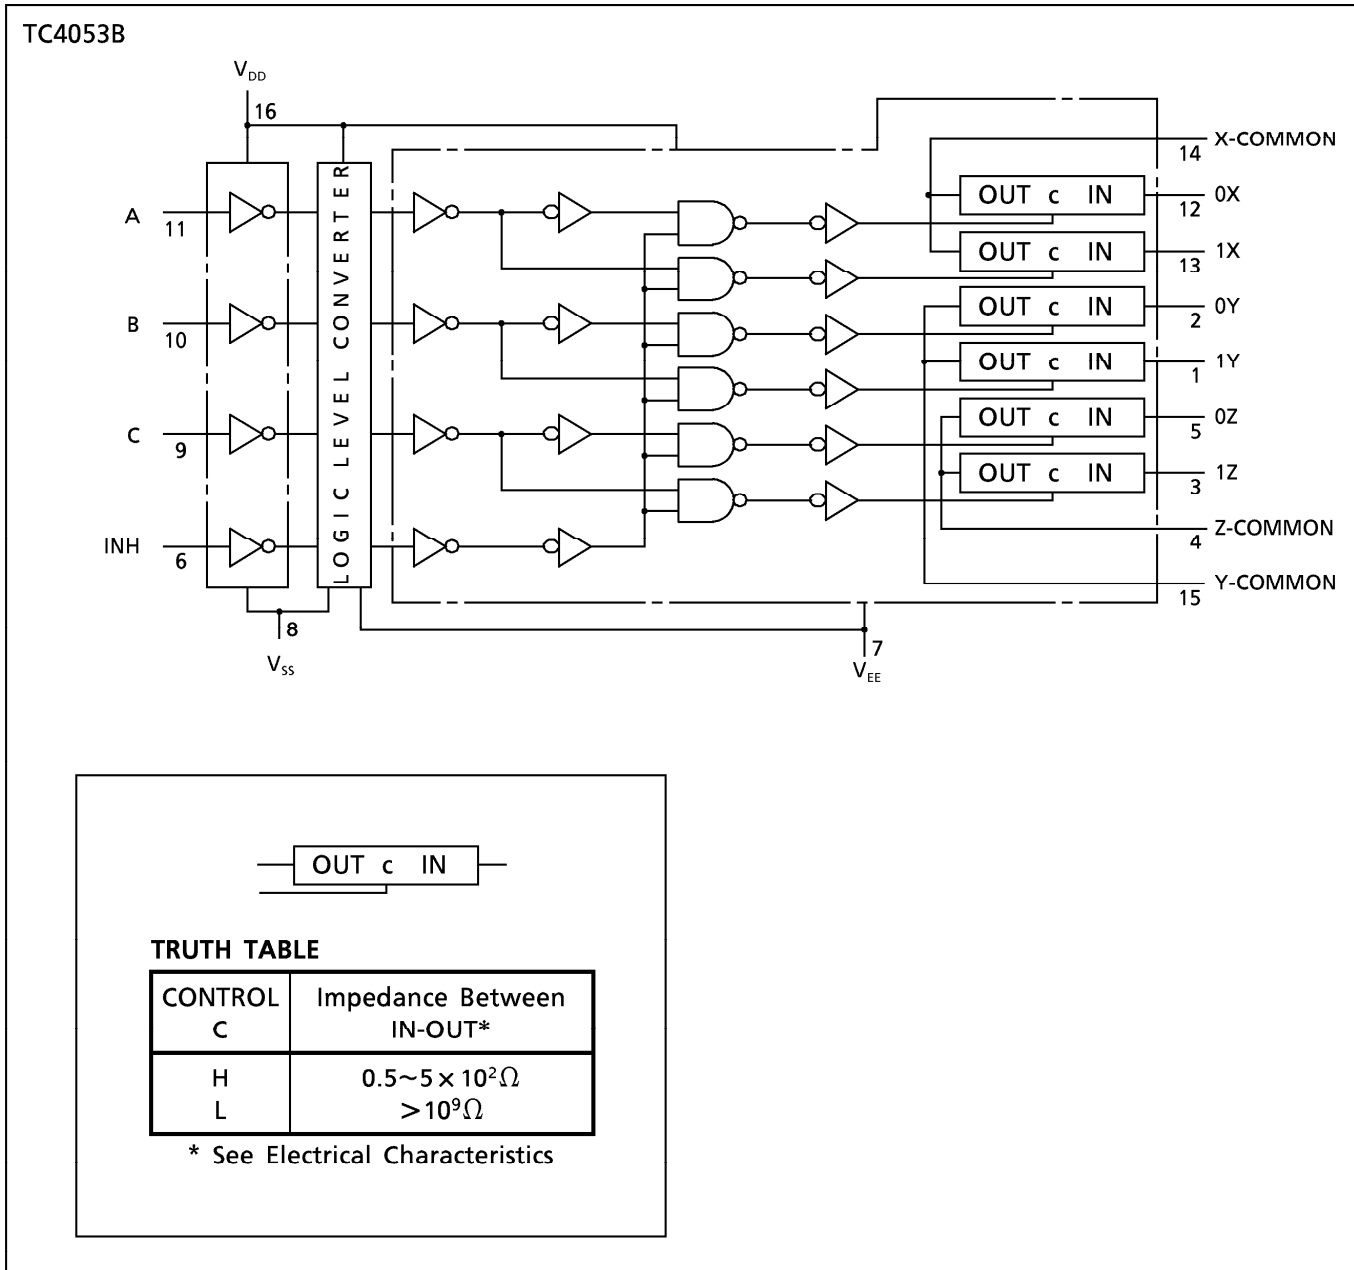 TC4053B
VDD
16
X-COMMON
14
A
11
OUT c IN
0X
12
OUT c IN
1X
13
B
10
OUT c IN
0Y
2
OUT c IN
1Y
1
C
9
OUT c IN
0Z
5
OUT c IN
1Z
3
LOGIC LEVEL CONVERTER
INH
6
Z-COMMON
4
Y-COMMON
15
8
VSS
7
VEE
OUT c IN
TRUTH TABLE
CONTROL Impedance Between
C IN-OUT*
H 0.5~5×10²Ω
L >10⁹Ω
* See Electrical Characteristics